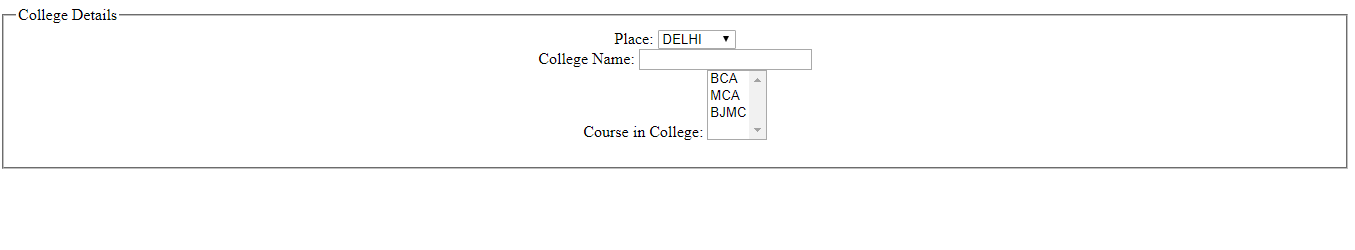 College Details
Place: DELHI
College Name:
BCA
MCA
BJMC
Course in College: